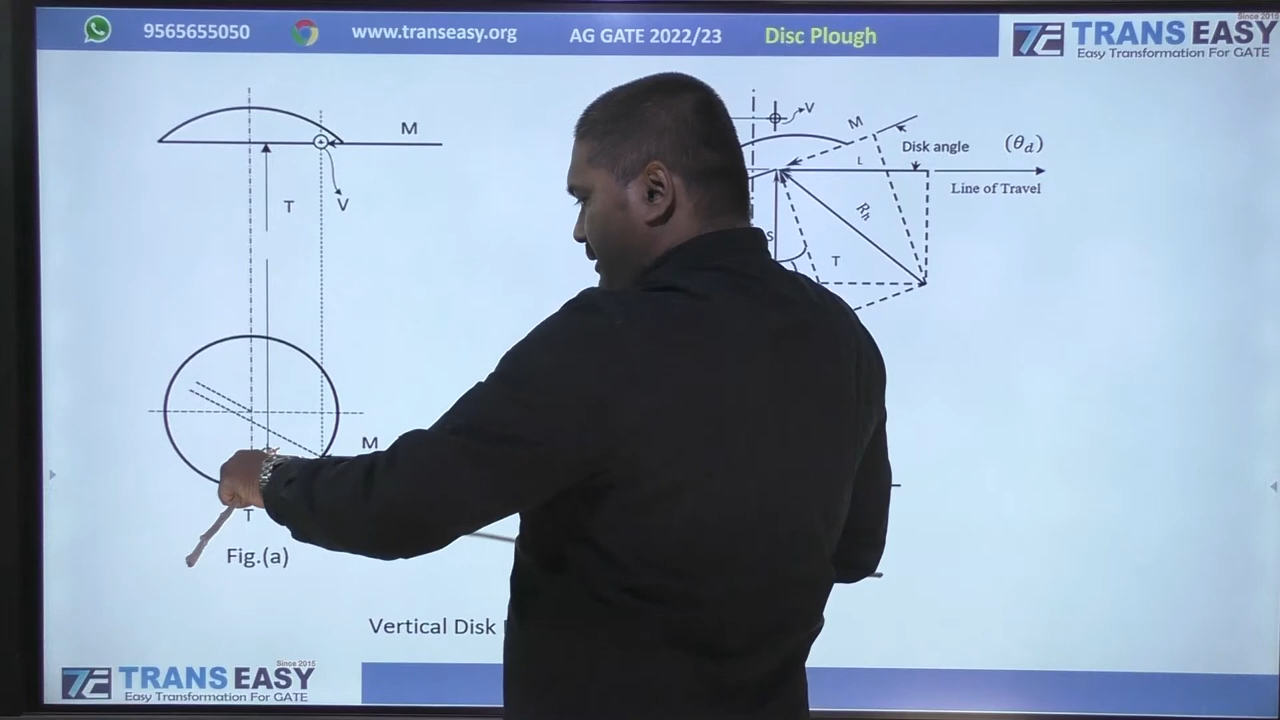 9565655050 www.transeasy.org AG GATE 2022/23 Disc Plough
Since 2015
TRANS EASY
Easy Transformation For GATE
M
V
T
V
M
Disk angle (θd)
L
Line of Travel
Rh
S
T
M
T
Fig.(a)
Vertical Disk
Since 2015
TRANS EASY
Easy Transformation For GATE